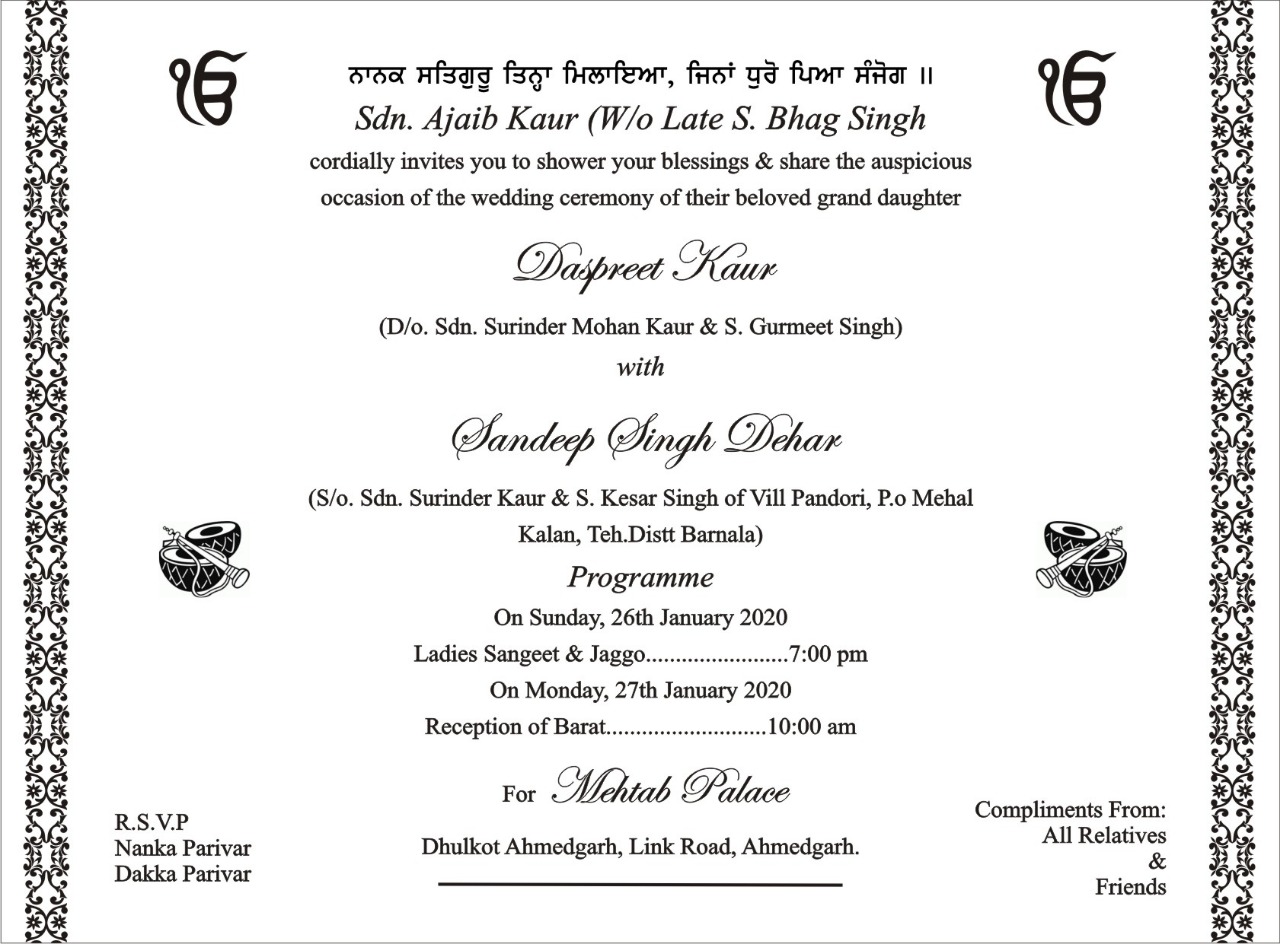 ੴ ੴ
ਨਾਨਕ ਸਤਿਗੁਰੂ ਤਿਨ੍ਹਾ ਮਿਲਾਇਆ, ਜਿਨਾਂ ਧੁਰੋ ਪਿਆ ਸੰਜੋਗ ॥
Sdn. Ajaib Kaur (W/o Late S. Bhag Singh
cordially invites you to shower your blessings & share the auspicious
occasion of the wedding ceremony of their beloved grand daughter
Daspreet Kaur
(D/o. Sdn. Surinder Mohan Kaur & S. Gurmeet Singh)
with
Sandeep Singh Dehar
(S/o. Sdn. Surinder Kaur & S. Kesar Singh of Vill Pandori, P.o Mehal
Kalan, Teh.Distt Barnala)
Programme
On Sunday, 26th January 2020
Ladies Sangeet & Jaggo........................7:00 pm
On Monday, 27th January 2020
Reception of Barat...........................10:00 am
For Mehtab Palace
Dhulkot Ahmedgarh, Link Road, Ahmedgarh.
R.S.V.P
Nanka Parivar
Dakka Parivar
Compliments From:
All Relatives
&
Friends